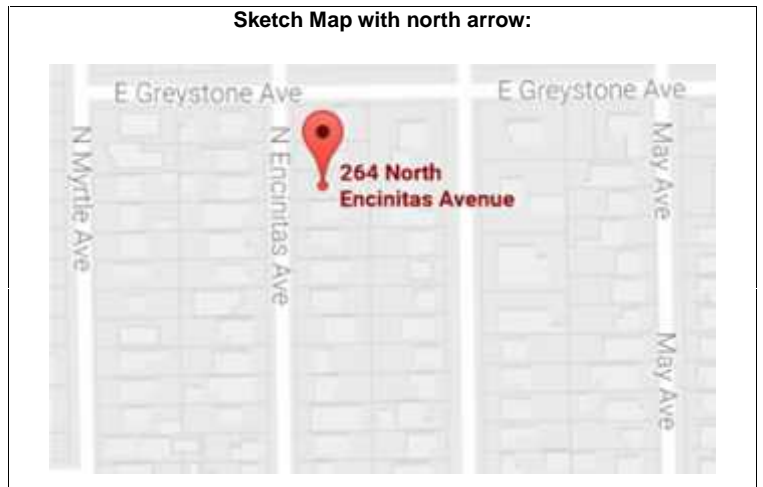 Sketch Map with north arrow:
E Greystone Ave
E Greystone Ave
N Myrtle Ave
N Encinitas Ave
264 North
Encinitas Avenue
May Ave
May Ave